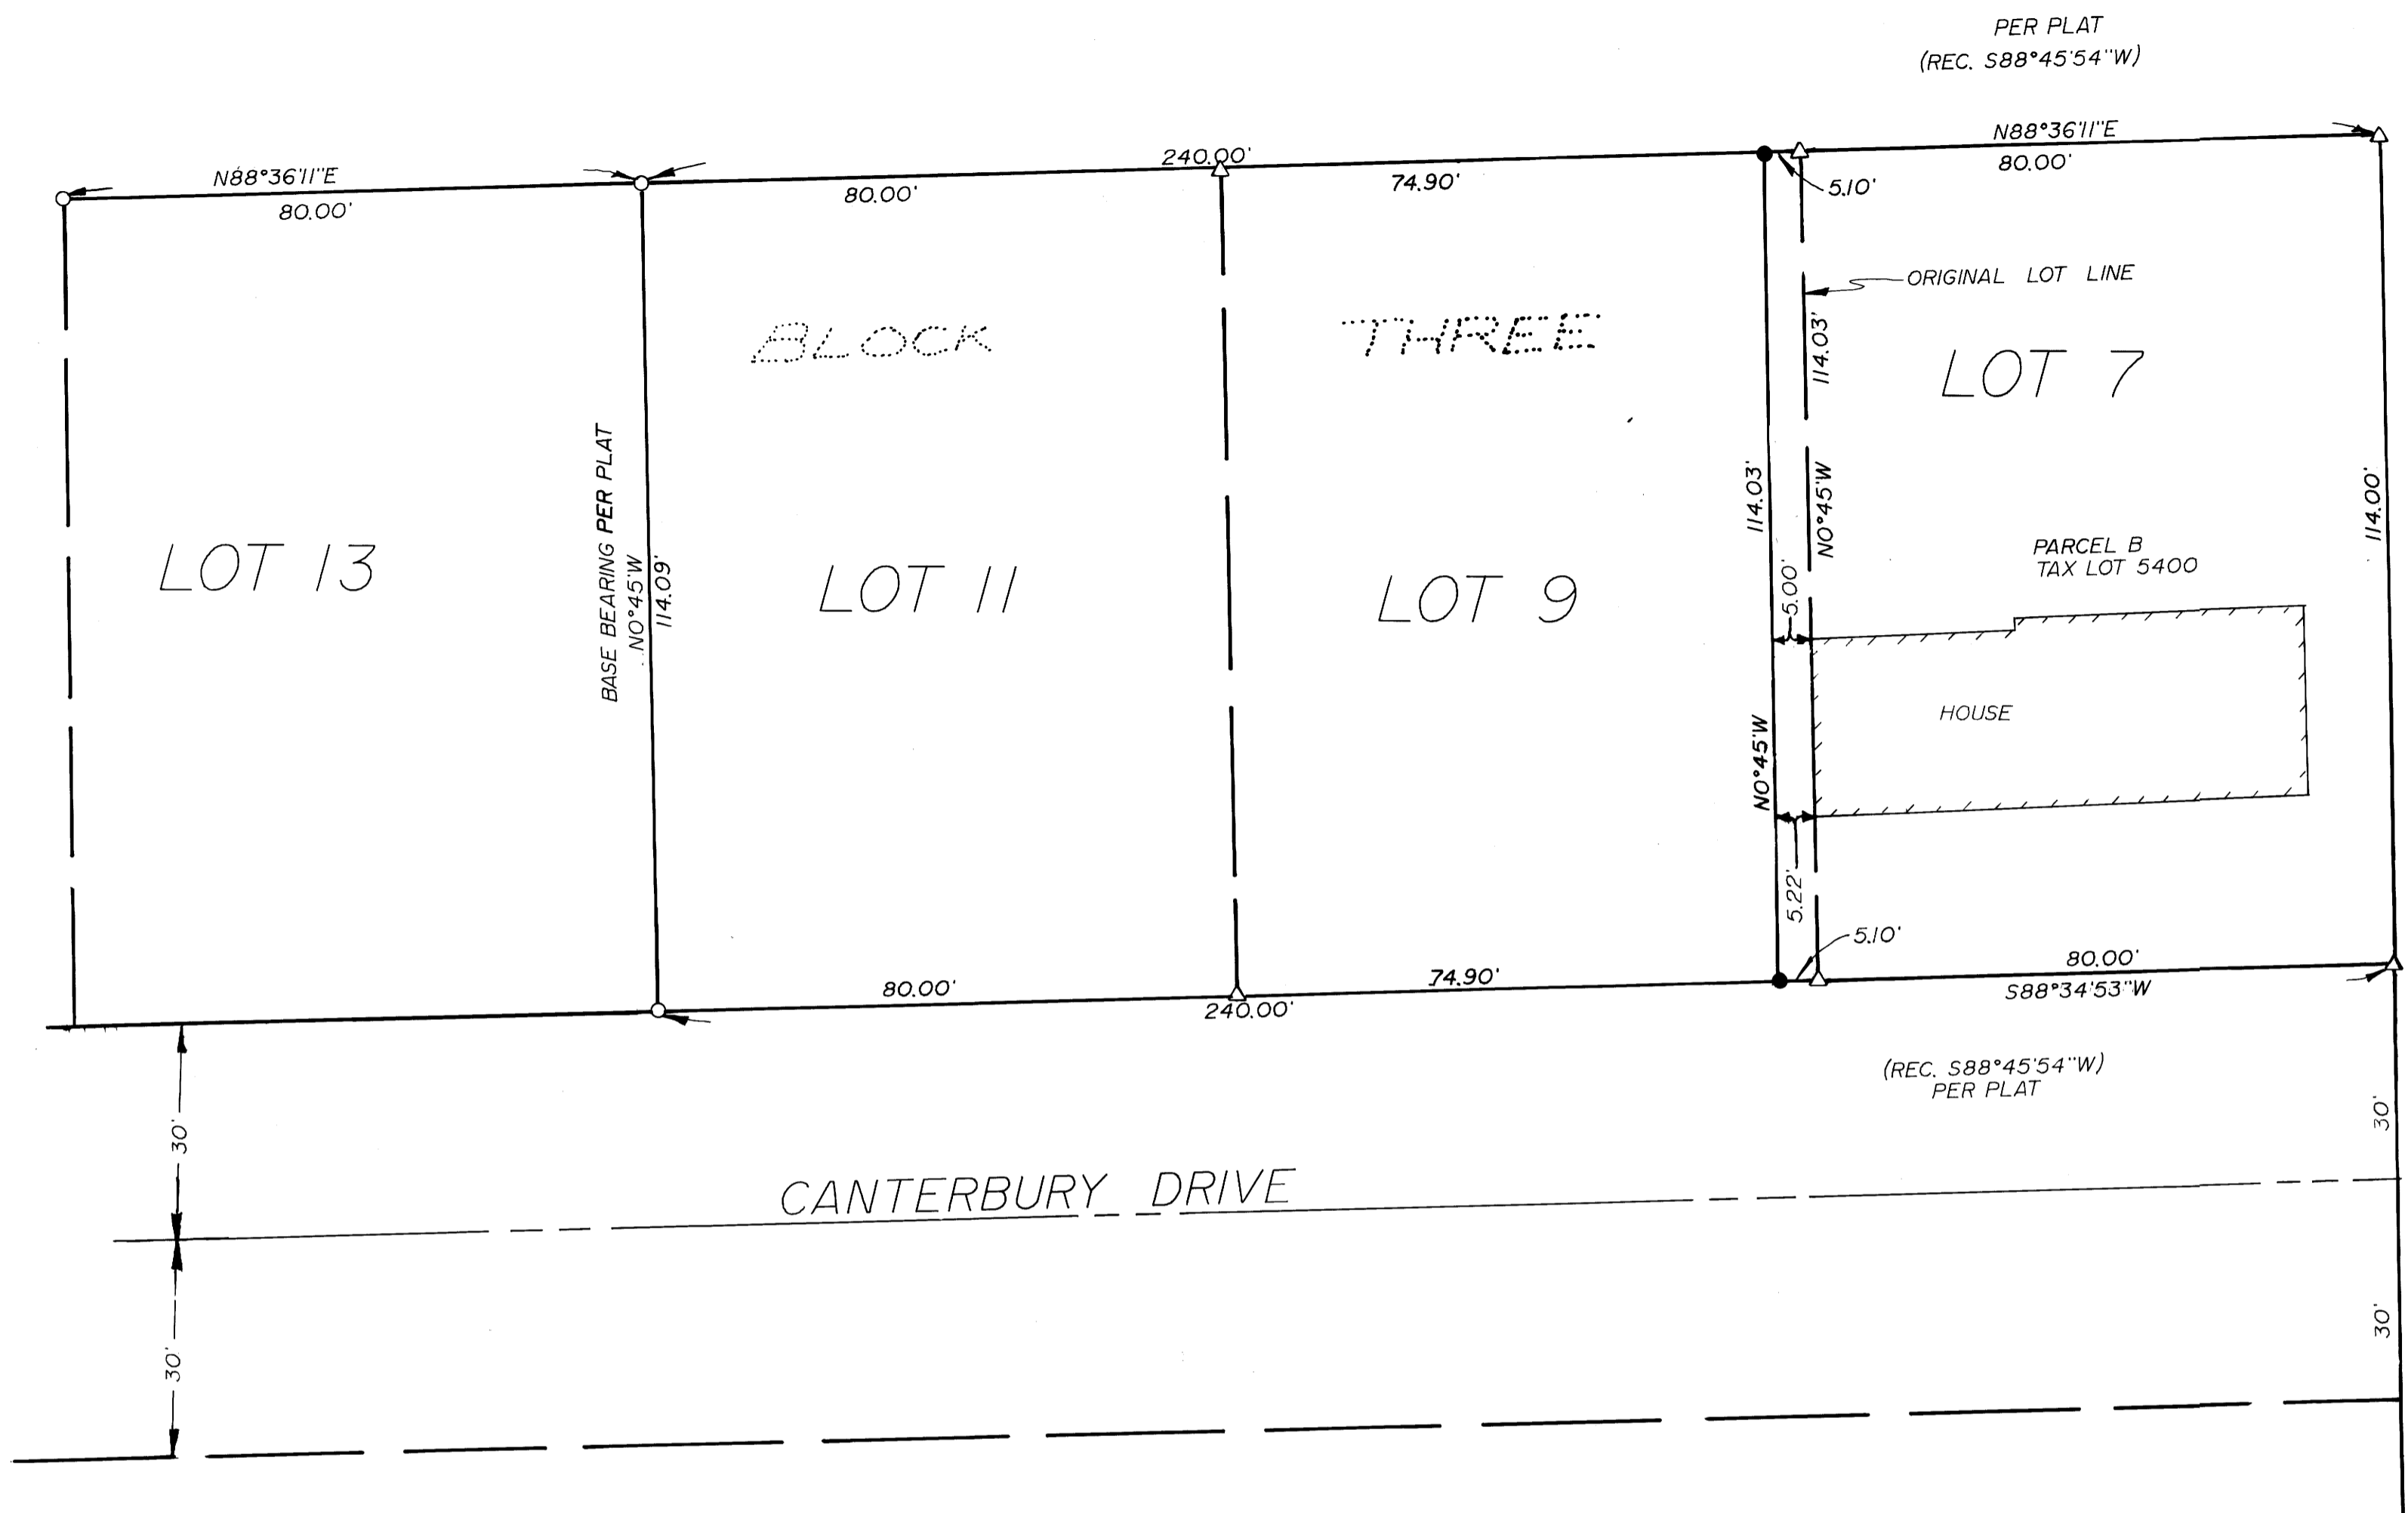 PER PLAT
(REC. S88°45'54"W)
N88°36'11"E
80.00'
240.00'
80.00'
74.90'
5.10'
N88°36'11"E
80.00'
ORIGINAL LOT LINE
BLOCK
THREE
114.03'
LOT 7
BASE BEARING PER PLAT
N0°45'W
114.09'
114.03'
N0°45'W
114.00'
LOT 13
LOT 11
LOT 9
5.00'
PARCEL B
TAX LOT 5400
HOUSE
N0°45'W
5.22'
5.10'
80.00'
74.90'
240.00'
80.00'
S88°34'53"W
(REC. S88°45'54"W)
PER PLAT
30'
30'
CANTERBURY DRIVE
30'
30'